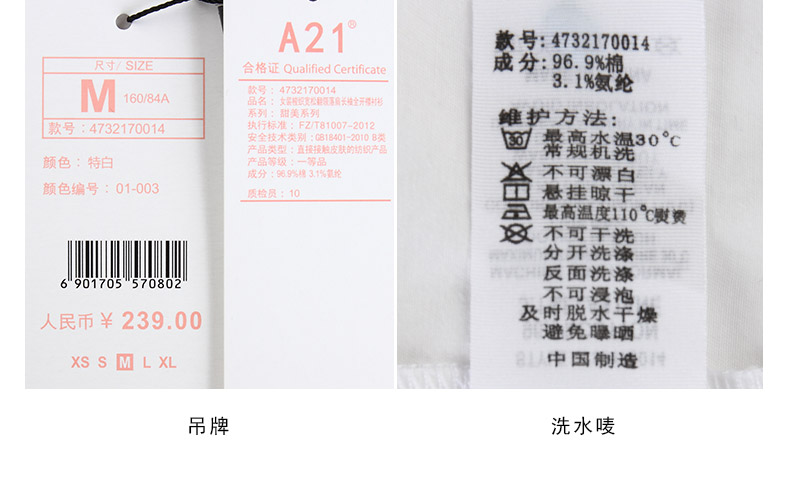 尺寸/ SIZE
M 160/84A
款号：4732170014
颜色：特白
颜色编号：01-003
6 901705 570802
人民币 ¥ 239.00
XS S M L XL
A21®
合格证 Qualified Certificate
款号：4732170014
系列：甜美系列
执行标准：FZ/T81007-2012
安全技术类别：GB18401-2010 B类
产品类型：直接接触皮肤的纺织产品
产品等级：一等品
成分：96.9%棉 3.1%氨纶
质检员：10
款号：4732170014
成分：96.9%棉
3.1%氨纶
维护方法：
30 最高水温30℃
常规机洗
不可漂白
悬挂晾干
最高温度110℃熨烫
不可干洗
分开洗涤
反面洗涤
不可浸泡
及时脱水干燥
避免曝晒
中国制造
吊牌
洗水唛